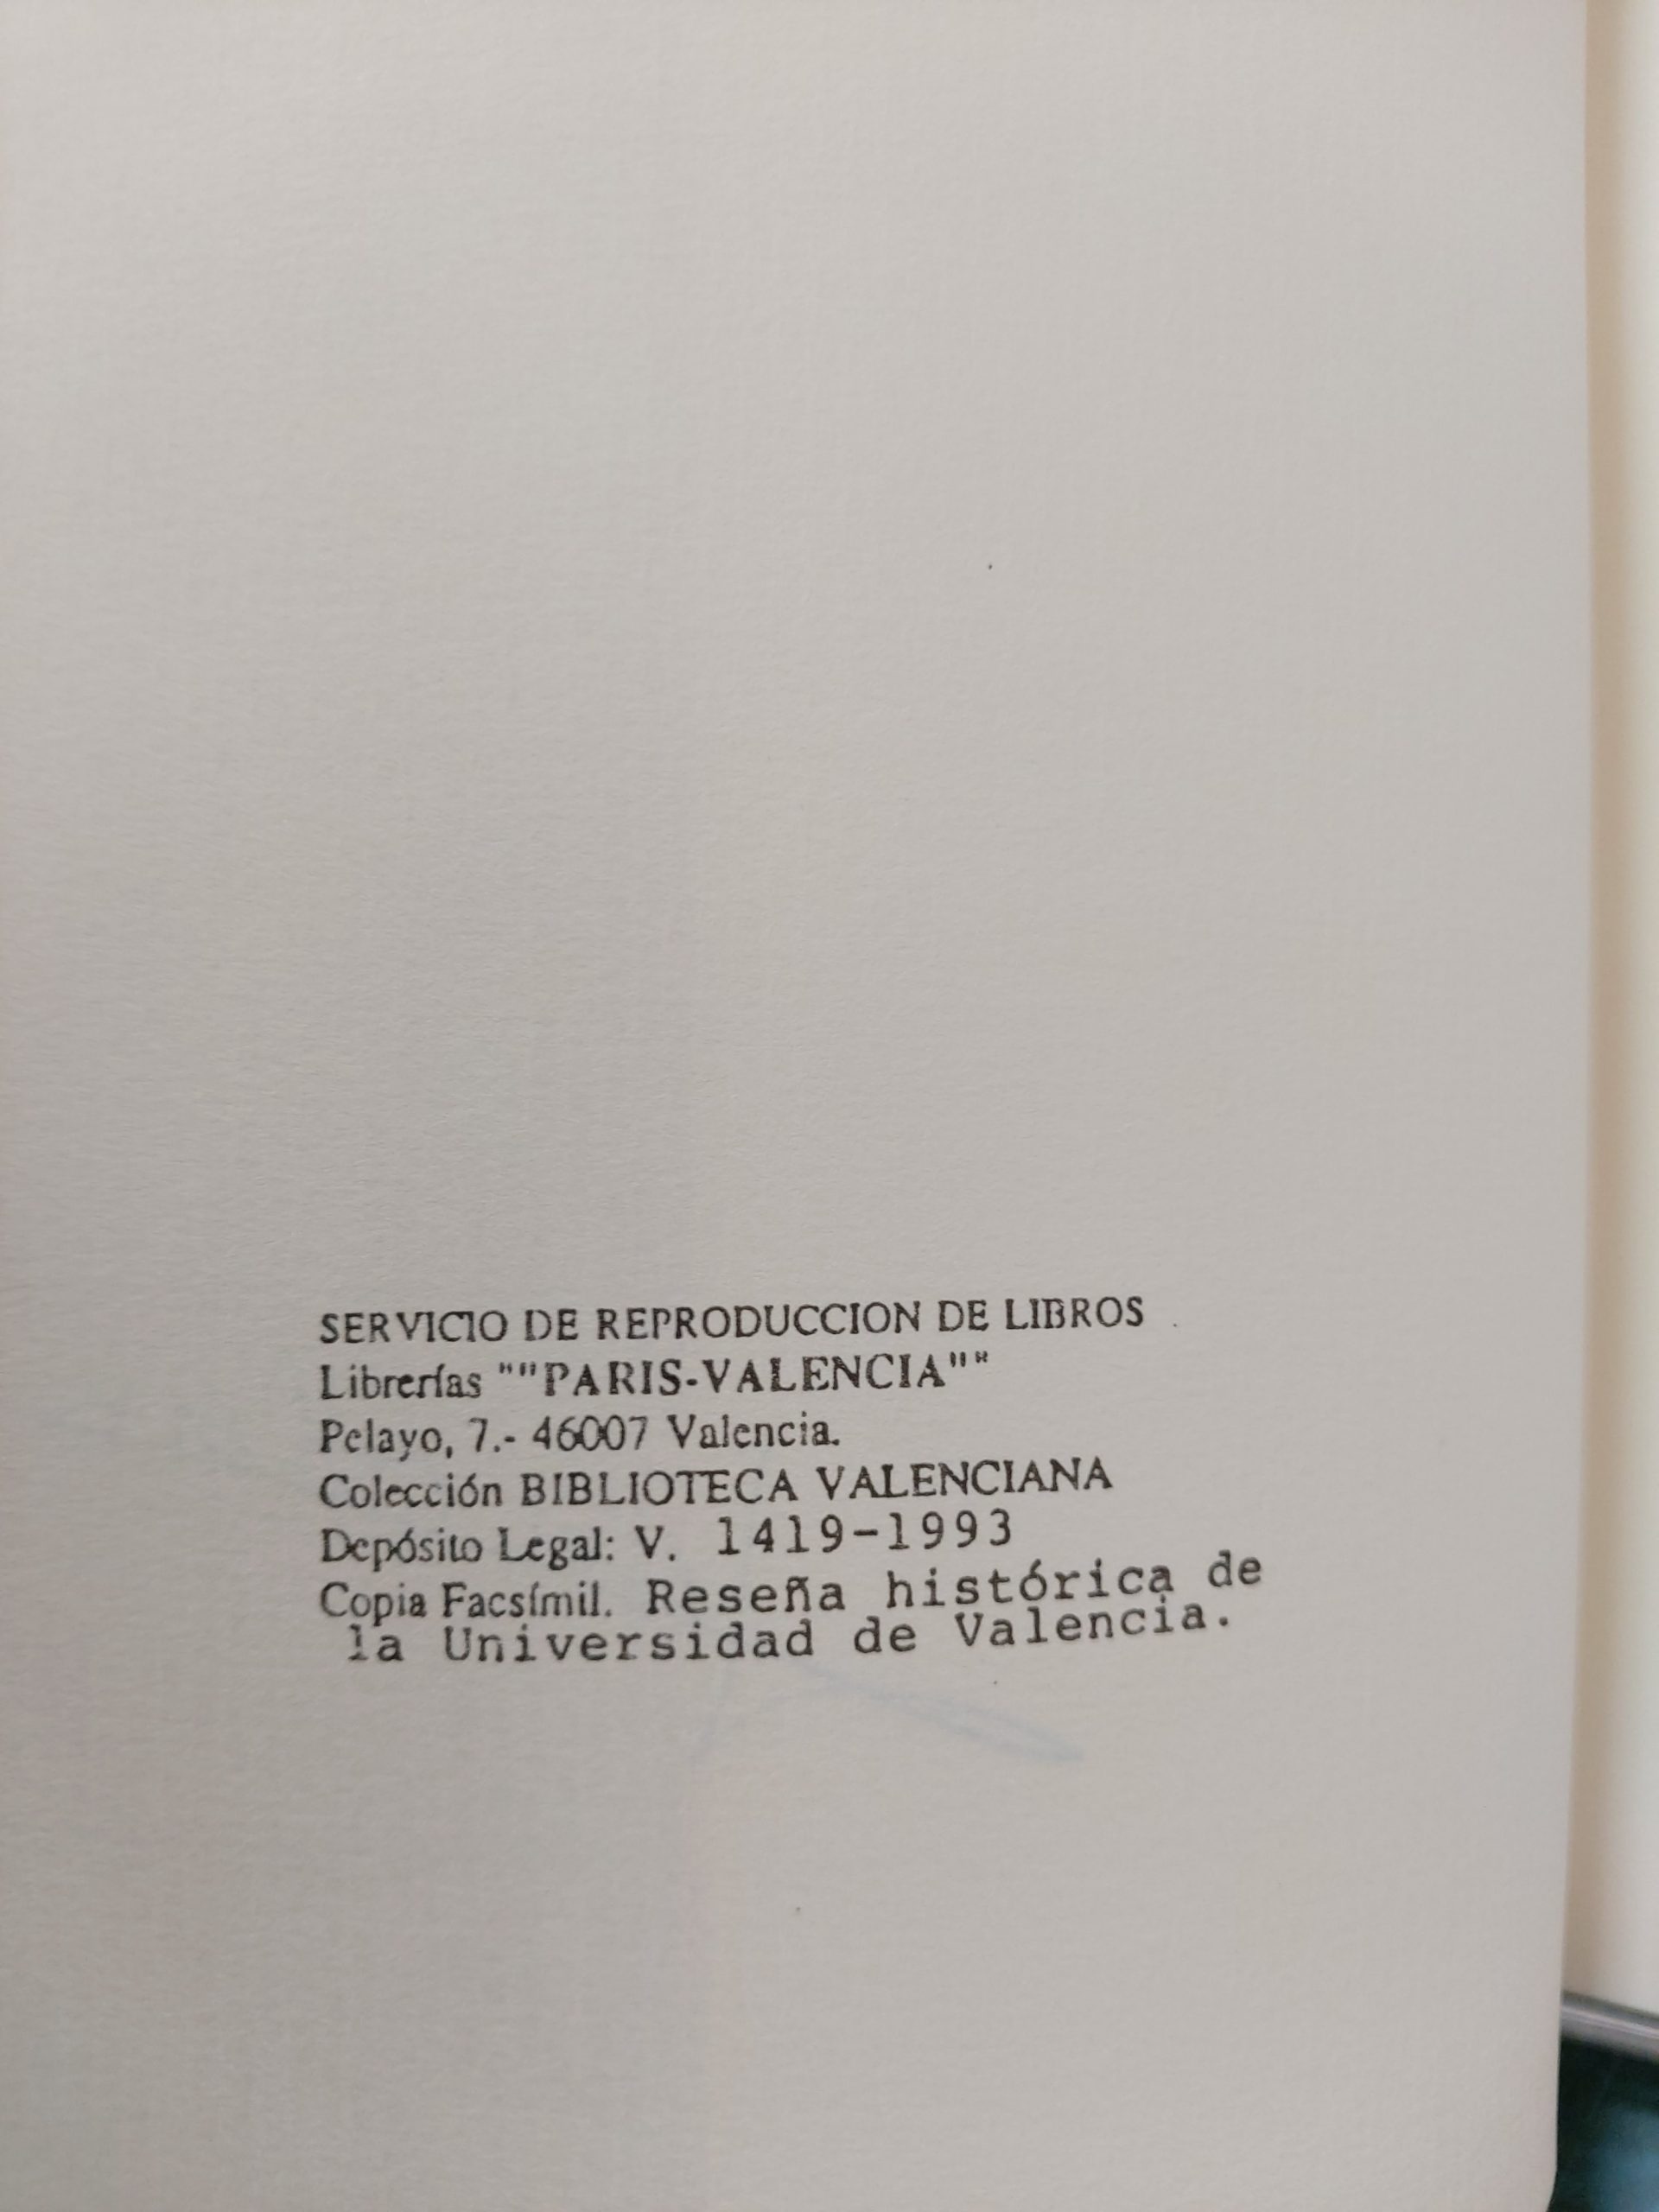 SERVICIO DE REPRODUCCION DE LIBROS
Librerías ""PARIS-VALENCIA""
Pelayo, 7.- 46007 Valencia.
Colección BIBLIOTECA VALENCIANA
Depósito Legal: V. 1419-1993
Copia Facsímil. Reseña histórica de
la Universidad de Valencia.